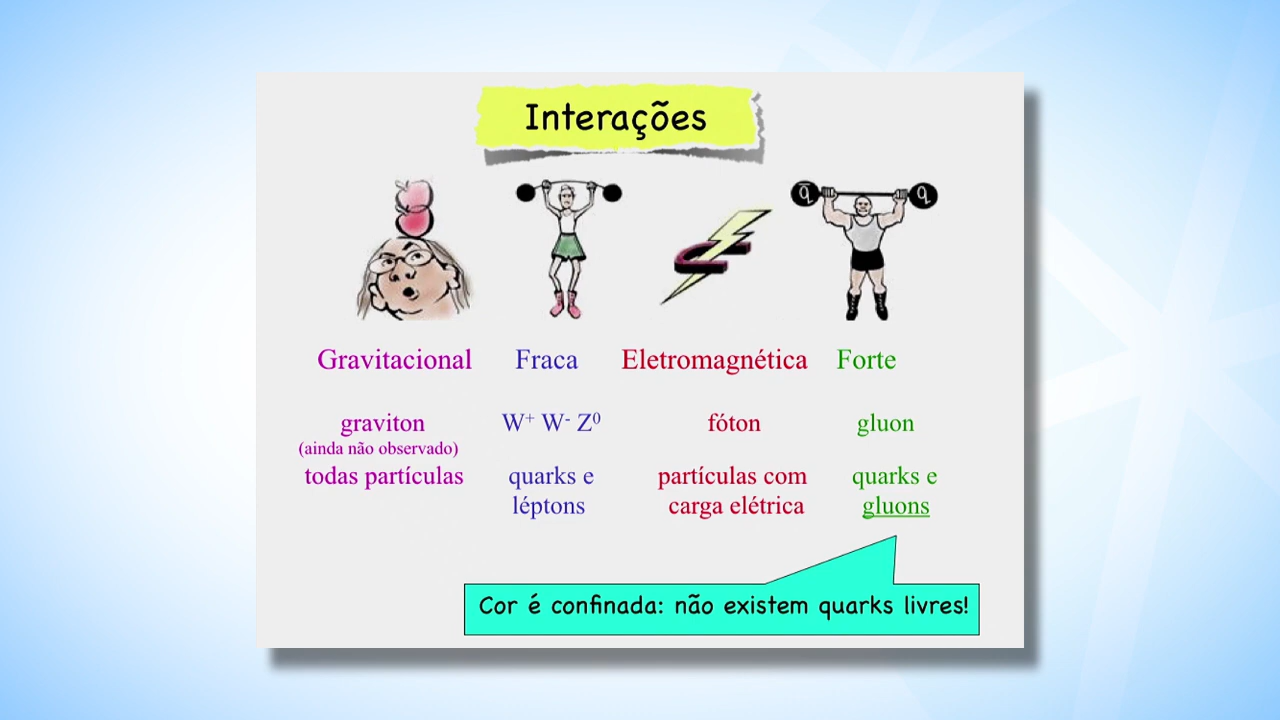 Interações
q̄ q
Gravitacional Fraca Eletromagnética Forte
graviton W⁺ W⁻ Z⁰ fóton gluon
(ainda não observado)
todas partículas quarks e partículas com quarks e
léptons carga elétrica gluons
Cor é confinada: não existem quarks livres!